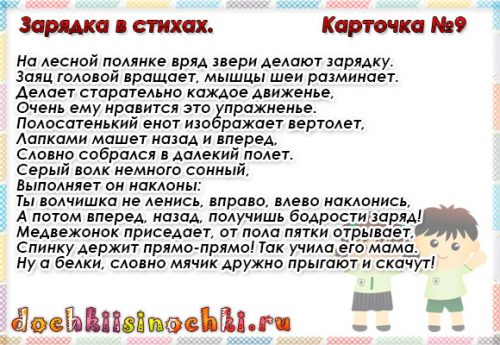 Зарядка в стихах. Карточка №9
На лесной полянке вряд звери делают зарядку.
Заяц головой вращает, мышцы шеи разминает.
Делает старательно каждое движенье,
Очень ему нравится это упражненье.
Полосатенький енот изображает вертолет,
Лапками машет назад и вперед,
Словно собрался в далекий полет.
Серый волк немного сонный,
Выполняет он наклоны:
Ты волчишка не ленись, вправо, влево наклонись,
А потом вперед, назад, получишь бодрости заряд!
Медвежонок приседает, от пола пятки отрывает,
Спинку держит прямо-прямо! Так учила его мама.
Ну а белки, словно мячик дружно прыгают и скачут!
dochkiisinochki.ru